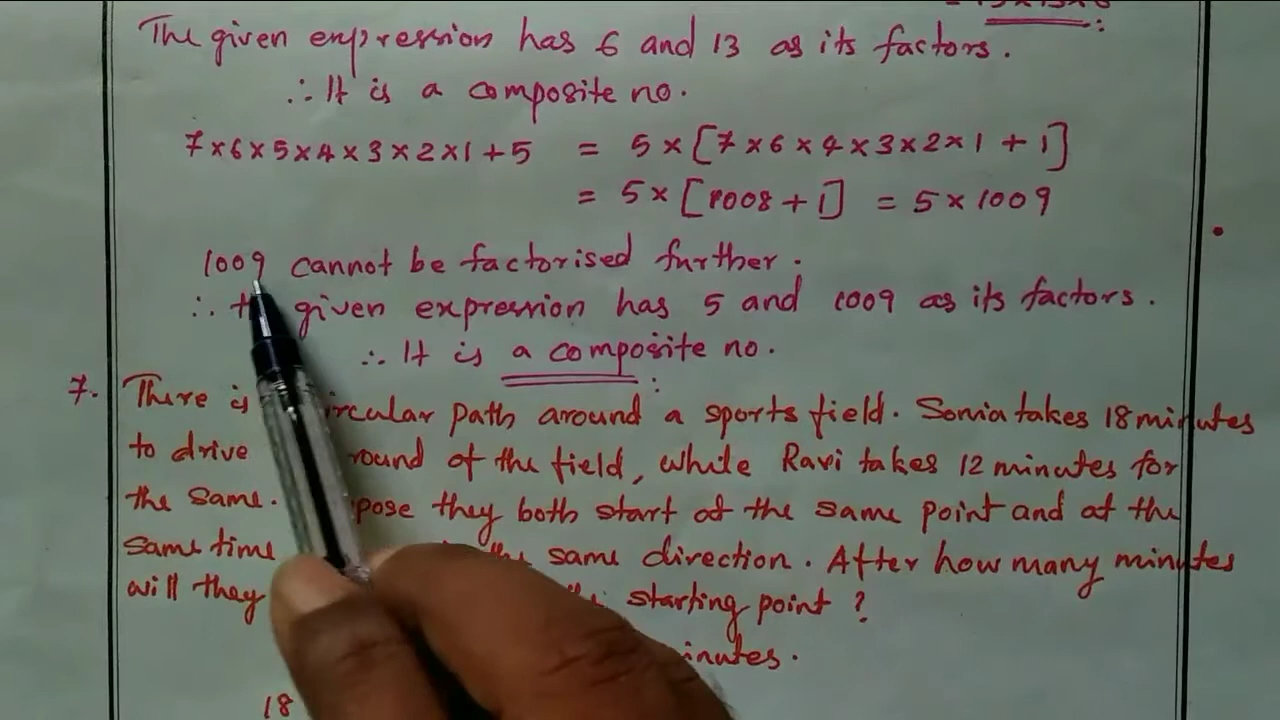 The given expression has 6 and 13 as its factors.
∴ It is a composite no.
7×6×5×4×3×2×1+5 = 5×[7×6×4×3×2×1 + 1]
= 5×[1008+1] = 5×1009
1009 cannot be factorised further.
∴ given expression has 5 and 1009 as its factors.
∴ It is a composite no.
7. There is circular path around a sports field. Sonia takes 18 minutes
to drive round of the field, while Ravi takes 12 minutes for
the same. they both start at the same point and at the
same time same direction. After how many minutes
will they starting point ?
minutes.
18